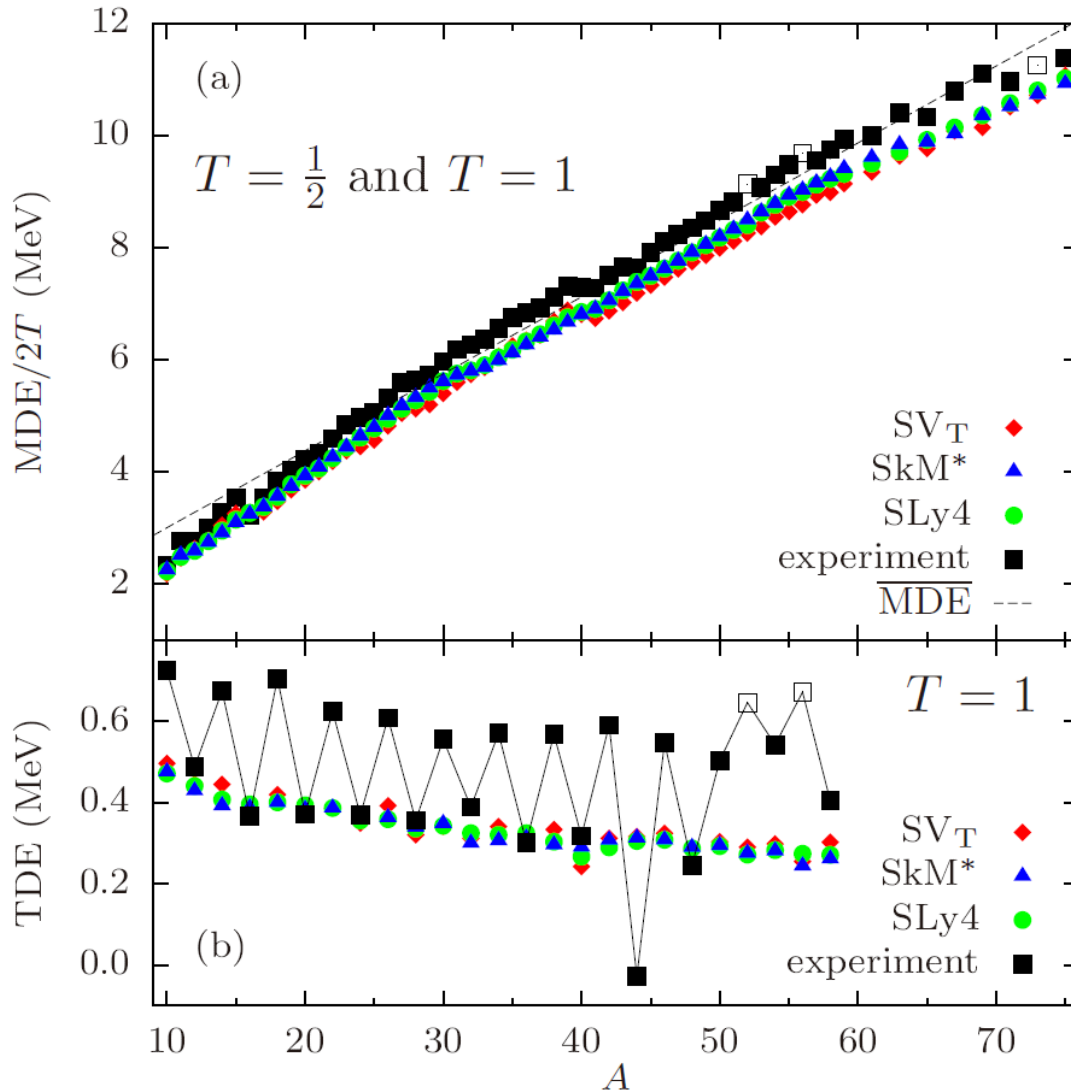 12
10
8
6
4
2
MDE/2T (MeV)
(a)
T = 1/2 and T = 1
SV_T
SkM*
SLy4
experiment
M̅D̅E̅
0.6
0.4
0.2
0.0
TDE (MeV)
T = 1
SV_T
SkM*
SLy4
(b)
experiment
10 20 30 40 50 60 70
A